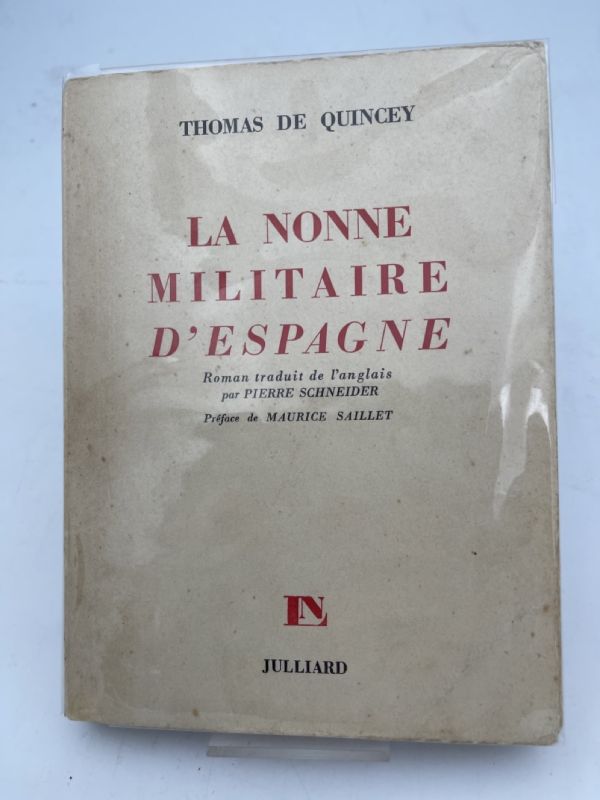 THOMAS DE QUINCEY
LA NONNE
MILITAIRE
D'ESPAGNE
Roman traduit de l'anglais
par PIERRE SCHNEIDER
Préface de MAURICE SAILLET
LN
JULLIARD